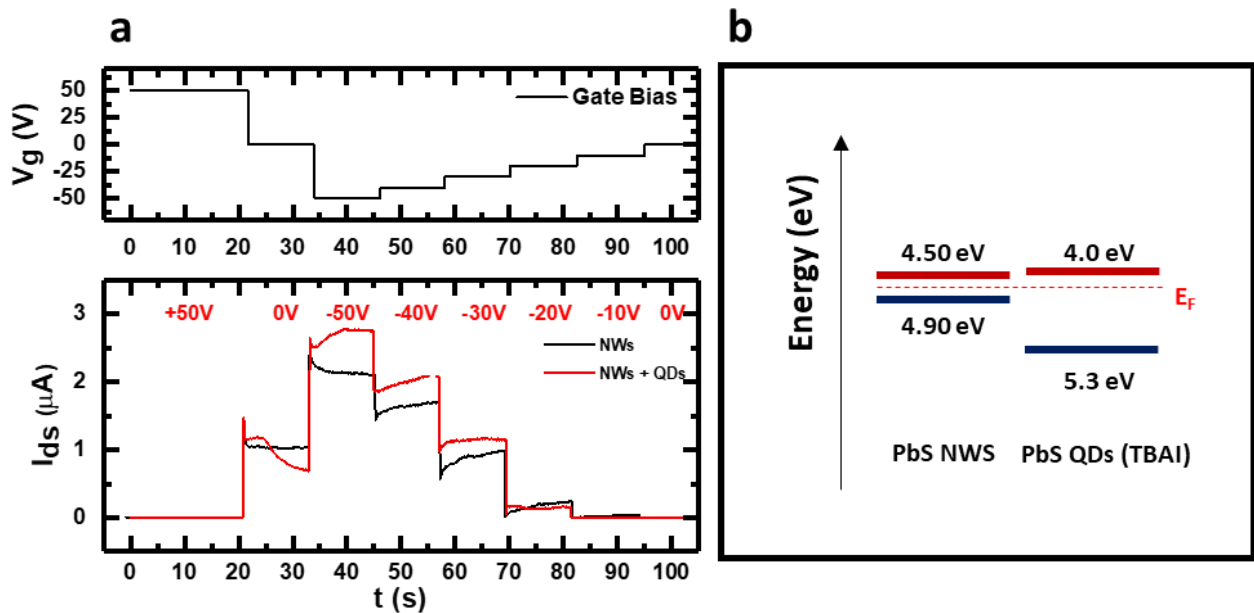 a
Gate Bias
V_g (V)
50
25
0
-25
-50
0 10 20 30 40 50 60 70 80 90 100
+50V 0V -50V -40V -30V -20V -10V 0V
NWs
NWs + QDs
I_ds (μA)
3
2
1
0
0 10 20 30 40 50 60 70 80 90 100
t (s)
b
Energy (eV)
4.50 eV 4.0 eV
E_F
4.90 eV
5.3 eV
PbS NWS PbS QDs (TBAI)